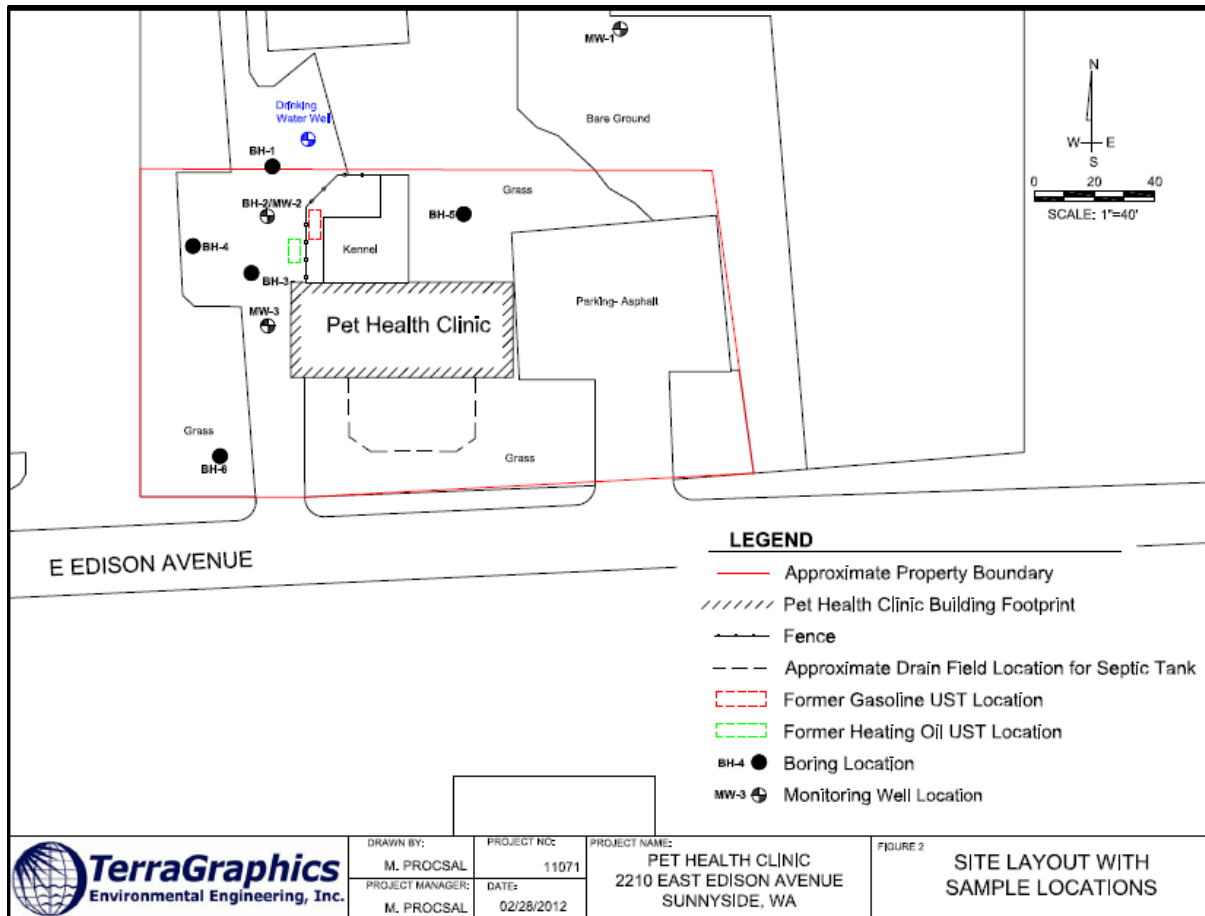 MW-1
Drinking
Water Well
Bare Ground
N
W
E
S
0 20 40
SCALE: 1"=40'
BH-1
Grass
BH-2/MW-2
BH-5
BH-4
Kennel
BH-3
MW-3
Parking- Asphalt
Pet Health Clinic
Grass
BH-6
Grass
E EDISON AVENUE
LEGEND
Approximate Property Boundary
Pet Health Clinic Building Footprint
Fence
Approximate Drain Field Location for Septic Tank
Former Gasoline UST Location
Former Heating Oil UST Location
BH-4 Boring Location
MW-3 Monitoring Well Location
TerraGraphics
Environmental Engineering, Inc.
DRAWN BY:
M. PROCSAL
PROJECT NO:
11071
PROJECT MANAGER:
M. PROCSAL
DATE:
02/28/2012
PROJECT NAME:
PET HEALTH CLINIC
2210 EAST EDISON AVENUE
SUNNYSIDE, WA
FIGURE 2
SITE LAYOUT WITH
SAMPLE LOCATIONS